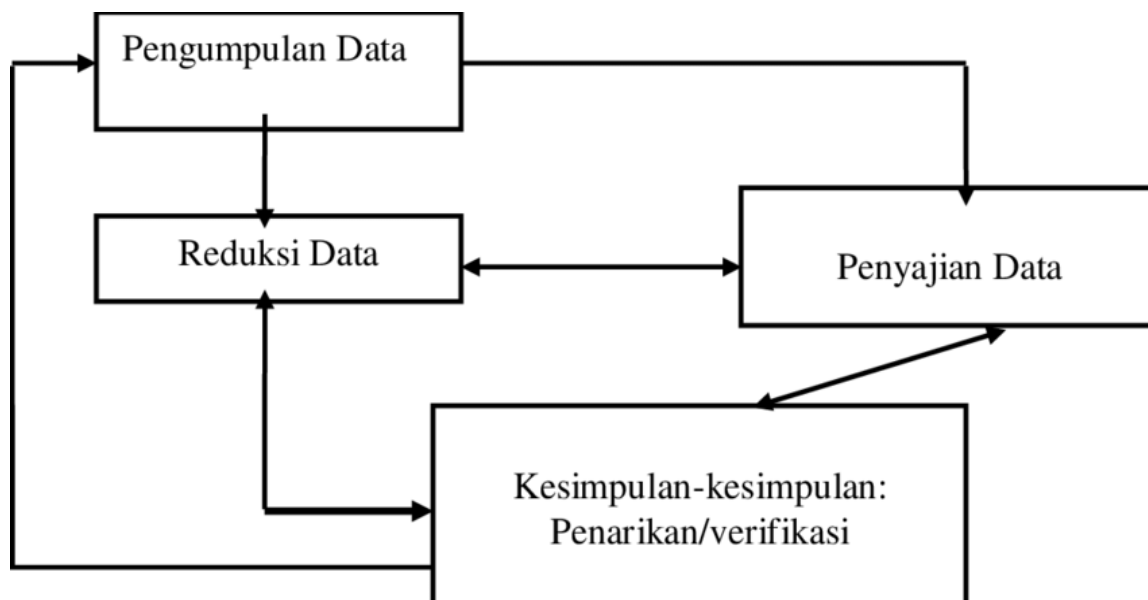 Pengumpulan Data
Reduksi Data
Penyajian Data
Kesimpulan-kesimpulan:
Penarikan/verifikasi